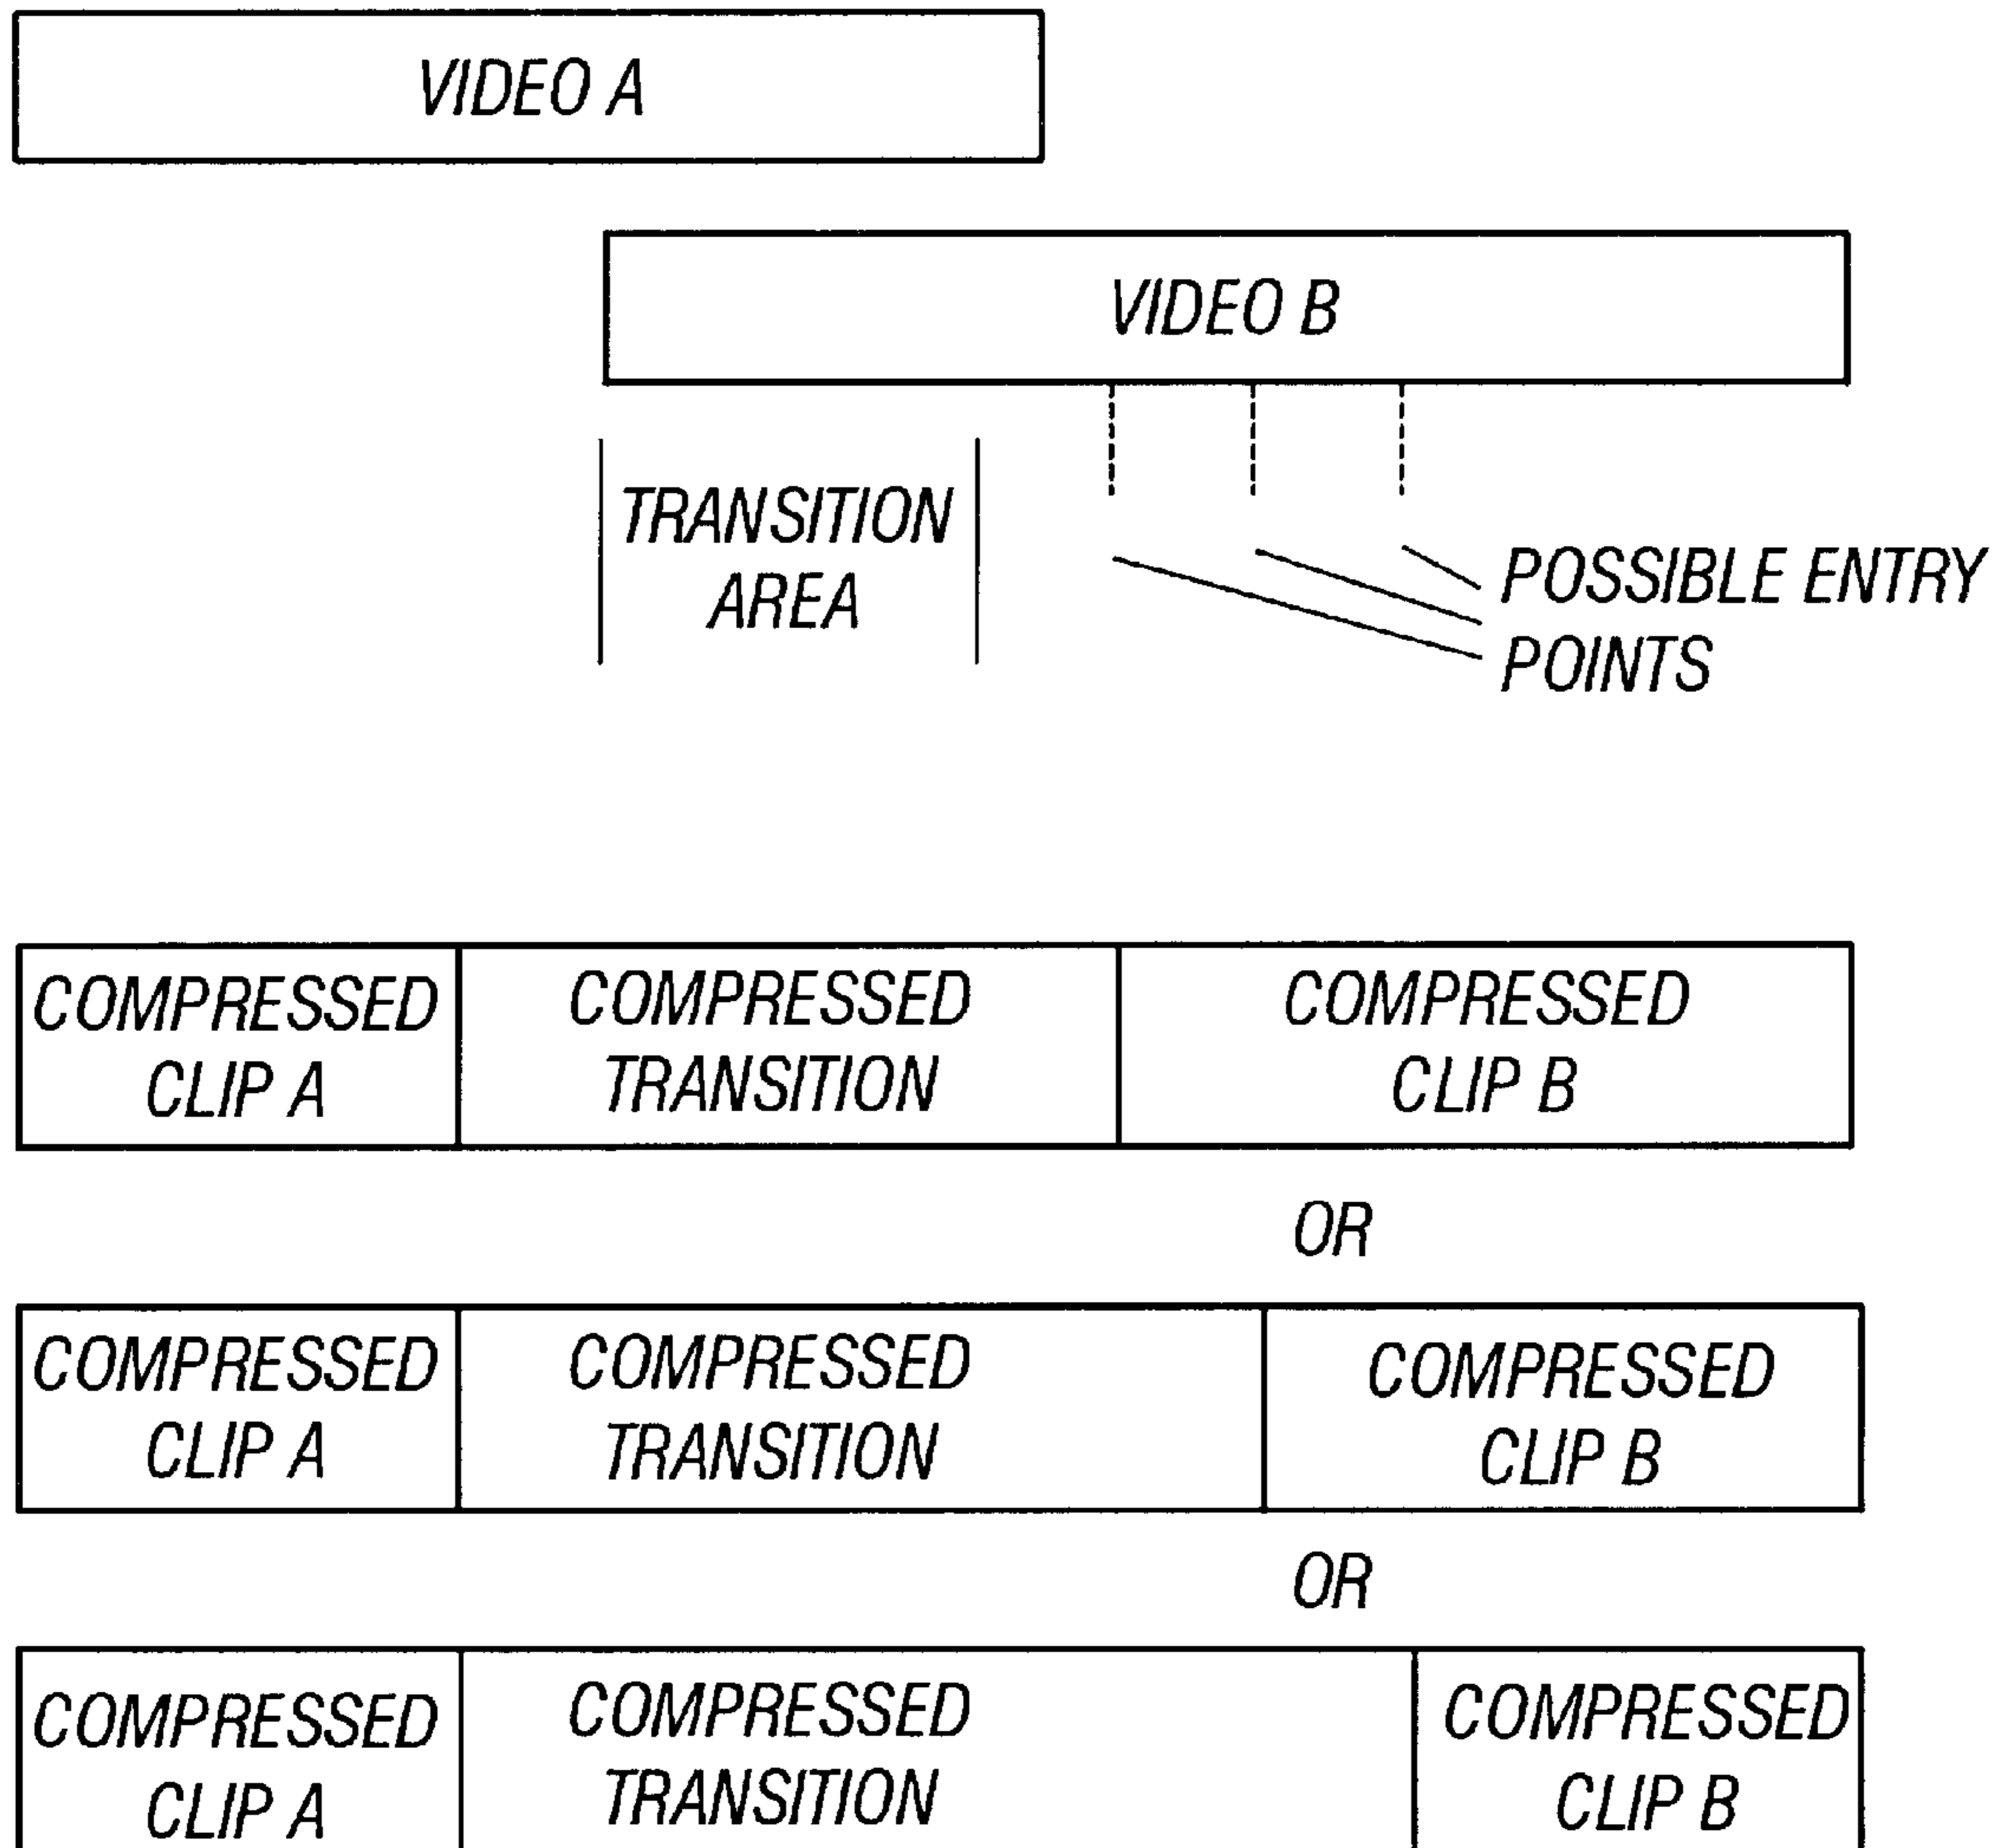 VIDEO A
VIDEO B
TRANSITION
AREA
POSSIBLE ENTRY
POINTS
COMPRESSED
CLIP A
COMPRESSED
TRANSITION
COMPRESSED
CLIP B
OR
COMPRESSED
CLIP A
COMPRESSED
TRANSITION
COMPRESSED
CLIP B
OR
COMPRESSED
CLIP A
COMPRESSED
TRANSITION
COMPRESSED
CLIP B